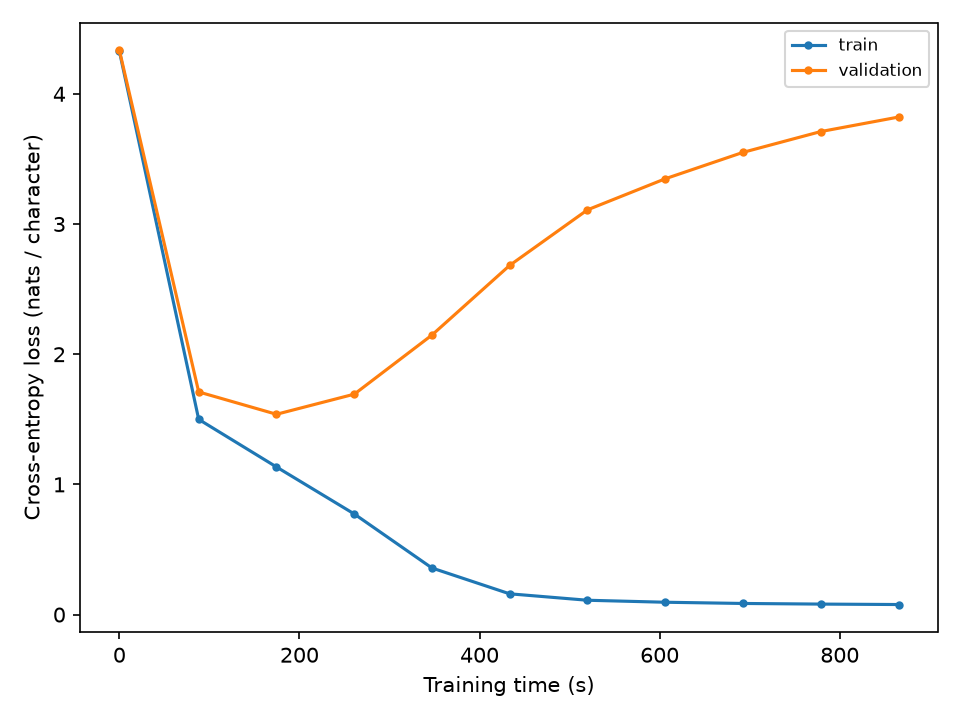 train
validation
Cross-entropy loss (nats / character)
4
3
2
1
0
0 200 400 600 800
Training time (s)